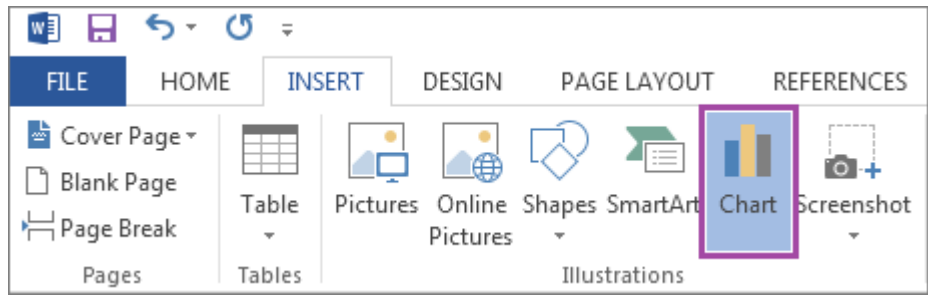 W
FILE HOME INSERT DESIGN PAGE LAYOUT REFERENCES
Cover Page
Blank Page
Page Break
Pages
Table
Tables
Pictures
Online
Pictures
Shapes
SmartArt
Chart
Screenshot
Illustrations